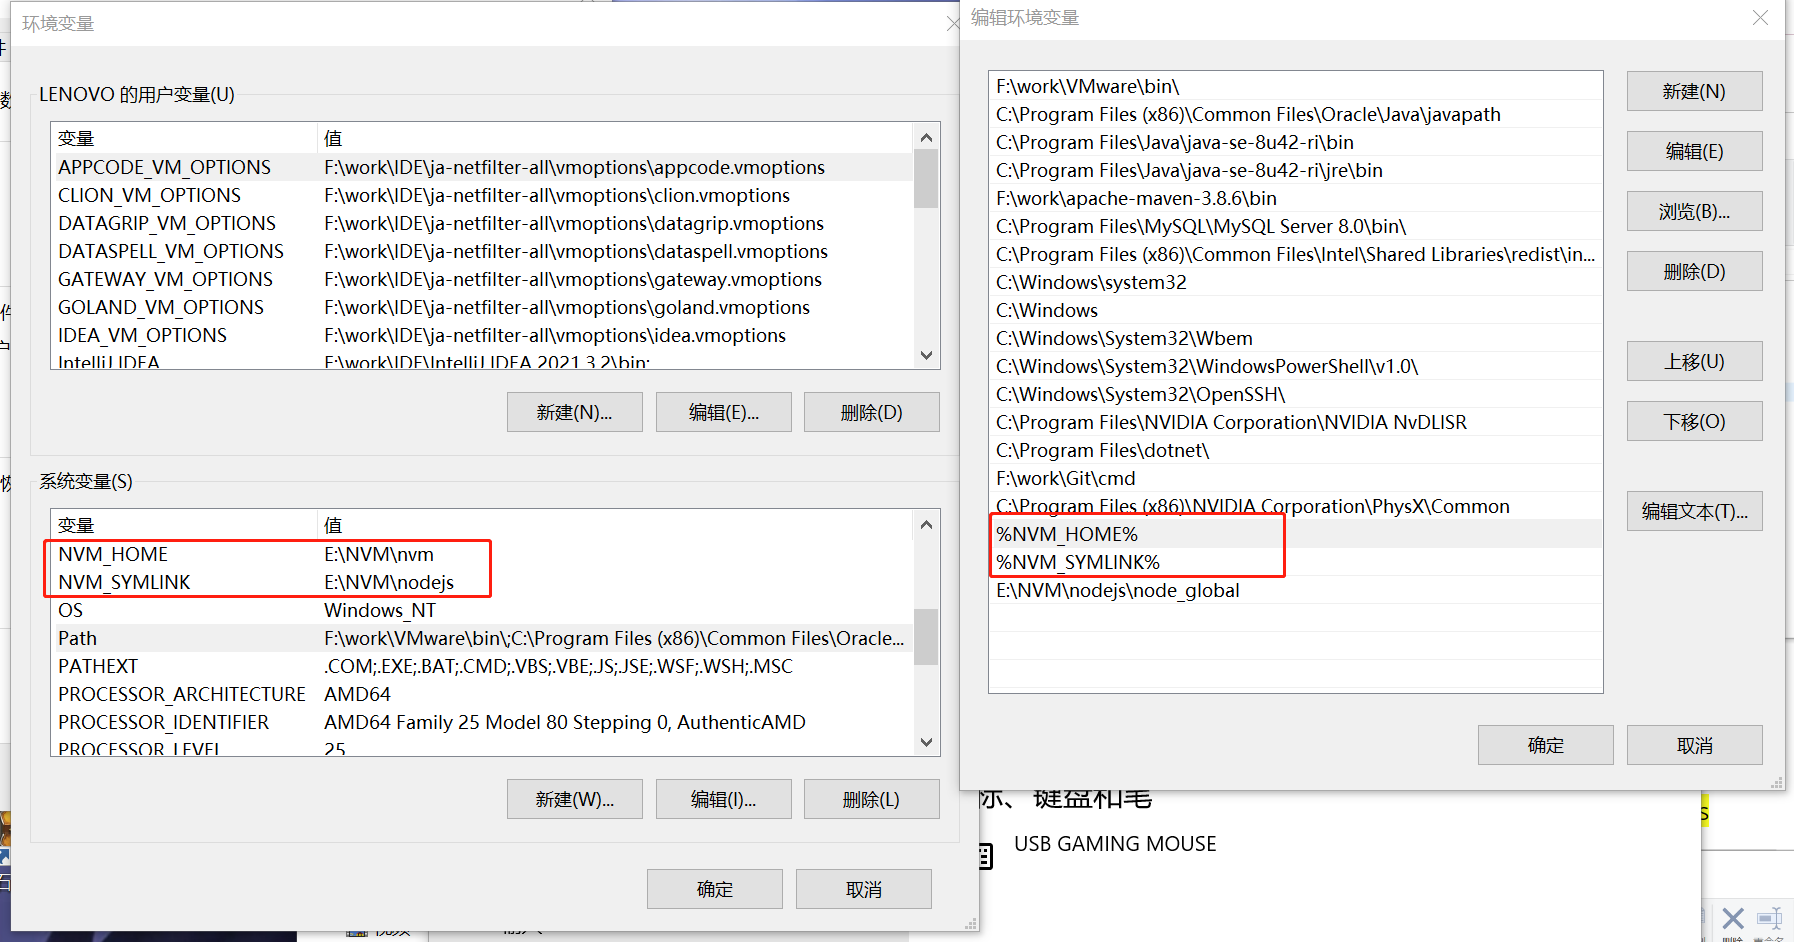 环境变量
LENOVO 的用户变量(U)
变量 值
APPCODE_VM_OPTIONS F:\work\IDE\ja-netfilter-all\vmoptions\appcode.vmoptions
CLION_VM_OPTIONS F:\work\IDE\ja-netfilter-all\vmoptions\clion.vmoptions
DATAGRIP_VM_OPTIONS F:\work\IDE\ja-netfilter-all\vmoptions\datagrip.vmoptions
DATASPELL_VM_OPTIONS F:\work\IDE\ja-netfilter-all\vmoptions\dataspell.vmoptions
GATEWAY_VM_OPTIONS F:\work\IDE\ja-netfilter-all\vmoptions\gateway.vmoptions
GOLAND_VM_OPTIONS F:\work\IDE\ja-netfilter-all\vmoptions\goland.vmoptions
IDEA_VM_OPTIONS F:\work\IDE\ja-netfilter-all\vmoptions\idea.vmoptions
IntelliJ IDEA F:\work\IDE\IntelliJ IDEA 2021.3.2\bin;
新建(N)... 编辑(E)... 删除(D)
系统变量(S)
变量 值
NVM_HOME E:\NVM\nvm
NVM_SYMLINK E:\NVM\nodejs
OS Windows_NT
Path F:\work\VMware\bin\;C:\Program Files (x86)\Common Files\Oracle...
PATHEXT .COM;.EXE;.BAT;.CMD;.VBS;.VBE;.JS;.JSE;.WSF;.WSH;.MSC
PROCESSOR_ARCHITECTURE AMD64
PROCESSOR_IDENTIFIER AMD64 Family 25 Model 80 Stepping 0, AuthenticAMD
PROCESSOR_LEVEL 25
新建(W)... 编辑(I)... 删除(L)
确定 取消
编辑环境变量
F:\work\VMware\bin\
C:\Program Files (x86)\Common Files\Oracle\Java\javapath
C:\Program Files\Java\java-se-8u42-ri\bin
C:\Program Files\Java\java-se-8u42-ri\jre\bin
F:\work\apache-maven-3.8.6\bin
C:\Program Files\MySQL\MySQL Server 8.0\bin\
C:\Program Files (x86)\Common Files\Intel\Shared Libraries\redist\in...
C:\Windows\system32
C:\Windows
C:\Windows\System32\Wbem
C:\Windows\System32\WindowsPowerShell\v1.0\
C:\Windows\System32\OpenSSH\
C:\Program Files\NVIDIA Corporation\NVIDIA NvDLISR
C:\Program Files\dotnet\
F:\work\Git\cmd
C:\Program Files (x86)\NVIDIA Corporation\PhysX\Common
%NVM_HOME%
%NVM_SYMLINK%
E:\NVM\nodejs\node_global
新建(N)
编辑(E)
浏览(B)...
删除(D)
上移(U)
下移(O)
编辑文本(T)...
确定 取消
标、键盘和笔
USB GAMING MOUSE